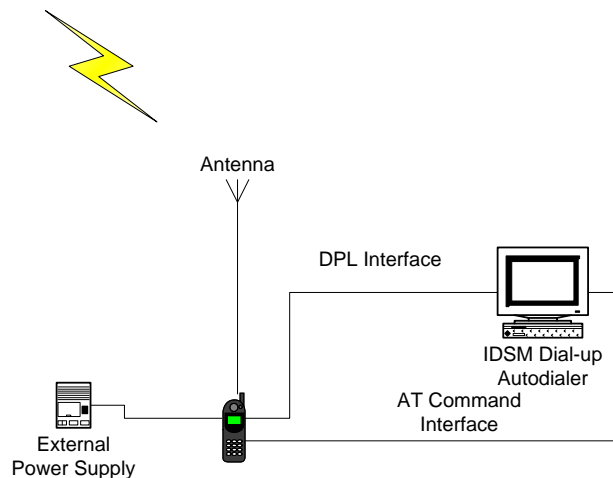 Antenna
DPL Interface
IDSM Dial-up
Autodialer
AT Command
Interface
External
Power Supply